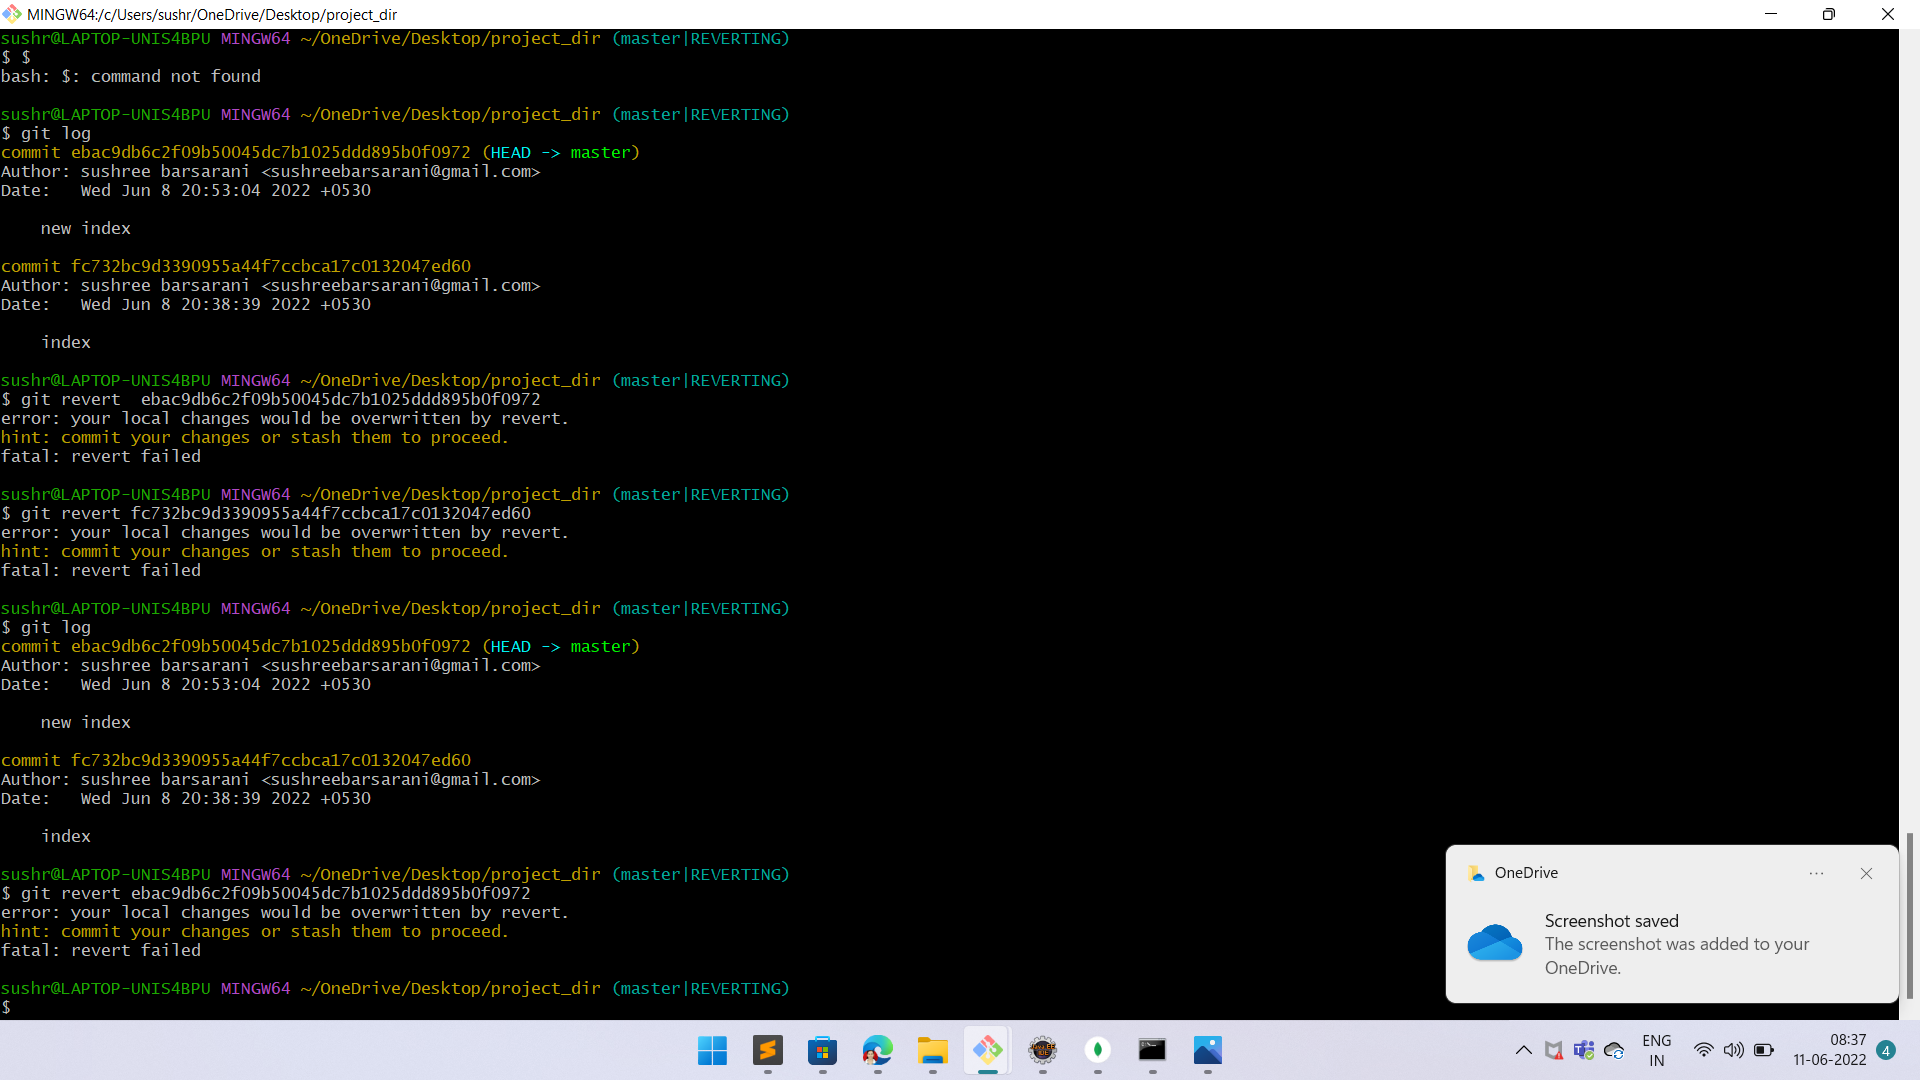 MINGW64:/c/Users/sushr/OneDrive/Desktop/project_dir
sushr@LAPTOP-UNIS4BPU MINGW64 ~/OneDrive/Desktop/project_dir (master|REVERTING)
$ $
bash: $: command not found
sushr@LAPTOP-UNIS4BPU MINGW64 ~/OneDrive/Desktop/project_dir (master|REVERTING)
$ git log
commit ebac9db6c2f09b50045dc7b1025ddd895b0f0972 (HEAD -> master)
Author: sushree barsarani <sushreebarsarani@gmail.com>
Date:   Wed Jun 8 20:53:04 2022 +0530
    new index
commit fc732bc9d3390955a44f7ccbca17c0132047ed60
Author: sushree barsarani <sushreebarsarani@gmail.com>
Date:   Wed Jun 8 20:38:39 2022 +0530
    index
sushr@LAPTOP-UNIS4BPU MINGW64 ~/OneDrive/Desktop/project_dir (master|REVERTING)
$ git revert  ebac9db6c2f09b50045dc7b1025ddd895b0f0972
error: your local changes would be overwritten by revert.
hint: commit your changes or stash them to proceed.
fatal: revert failed
sushr@LAPTOP-UNIS4BPU MINGW64 ~/OneDrive/Desktop/project_dir (master|REVERTING)
$ git revert fc732bc9d3390955a44f7ccbca17c0132047ed60
error: your local changes would be overwritten by revert.
hint: commit your changes or stash them to proceed.
fatal: revert failed
sushr@LAPTOP-UNIS4BPU MINGW64 ~/OneDrive/Desktop/project_dir (master|REVERTING)
$ git log
commit ebac9db6c2f09b50045dc7b1025ddd895b0f0972 (HEAD -> master)
Author: sushree barsarani <sushreebarsarani@gmail.com>
Date:   Wed Jun 8 20:53:04 2022 +0530
    new index
commit fc732bc9d3390955a44f7ccbca17c0132047ed60
Author: sushree barsarani <sushreebarsarani@gmail.com>
Date:   Wed Jun 8 20:38:39 2022 +0530
    index
sushr@LAPTOP-UNIS4BPU MINGW64 ~/OneDrive/Desktop/project_dir (master|REVERTING)
$ git revert ebac9db6c2f09b50045dc7b1025ddd895b0f0972
error: your local changes would be overwritten by revert.
hint: commit your changes or stash them to proceed.
fatal: revert failed
sushr@LAPTOP-UNIS4BPU MINGW64 ~/OneDrive/Desktop/project_dir (master|REVERTING)
$
OneDrive
Screenshot saved
The screenshot was added to your
OneDrive.
ENG
IN
08:37
11-06-2022
4